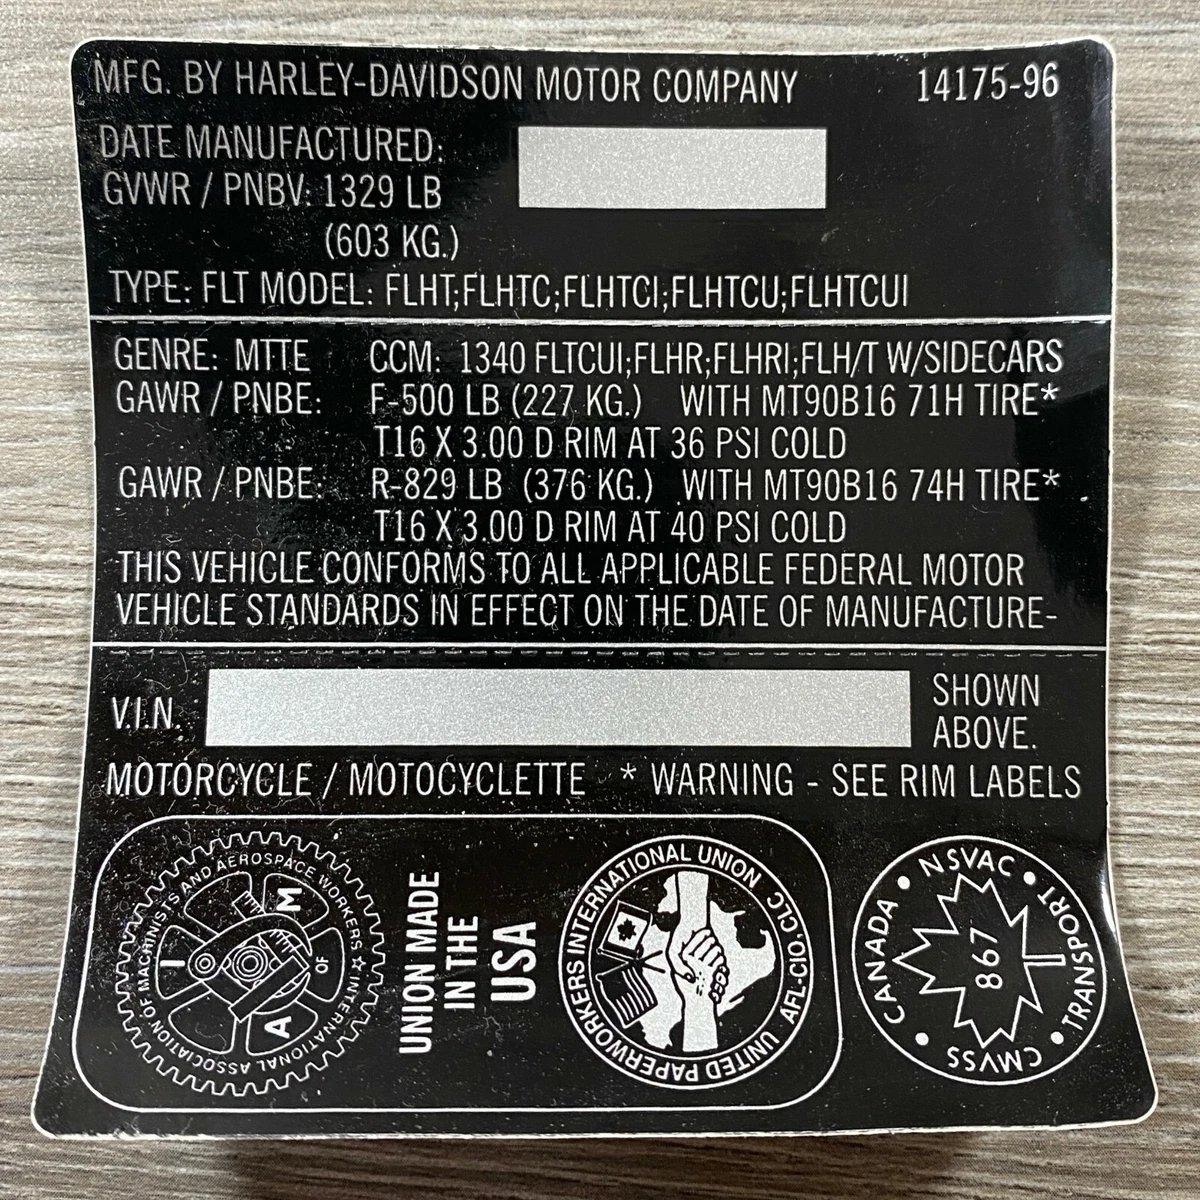 MFG. BY HARLEY-DAVIDSON MOTOR COMPANY 14175-96
DATE MANUFACTURED:
GVWR / PNBV: 1329 LB
(603 KG.)
TYPE: FLT MODEL: FLHT;FLHTC;FLHTCI;FLHTCU;FLHTCUI
GENRE: MTTE CCM: 1340 FLTCUI;FLHR;FLHRI;FLH/T W/SIDECARS
GAWR / PNBE: F-500 LB (227 KG.) WITH MT90B16 71H TIRE*
T16 X 3.00 D RIM AT 36 PSI COLD
GAWR / PNBE: R-829 LB (376 KG.) WITH MT90B16 74H TIRE*
T16 X 3.00 D RIM AT 40 PSI COLD
THIS VEHICLE CONFORMS TO ALL APPLICABLE FEDERAL MOTOR
VEHICLE STANDARDS IN EFFECT ON THE DATE OF MANUFACTURE-
V.I.N. SHOWN
ABOVE.
MOTORCYCLE / MOTOCYCLETTE * WARNING - SEE RIM LABELS
INTERNATIONAL ASSOCIATION OF MACHINISTS AND AEROSPACE WORKERS
I A OF M
UNION MADE
IN THE
USA
UNITED PAPERWORKERS INTERNATIONAL UNION
AFL-CIO,CLC
CANADA • NSVAC • TRANSPORT • CMVSS •
867